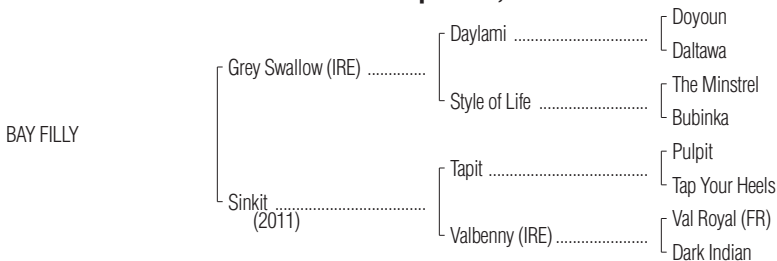 Doyoun
Daylami ................................
Daltawa
Grey Swallow (IRE) ..............
The Minstrel
Style of Life ..........................
Bubinka
BAY FILLY
Pulpit
Tapit ......................................
Tap Your Heels
Sinkit ....................................
(2011)
Val Royal (FR)
Valbenny (IRE) ......................
Dark Indian